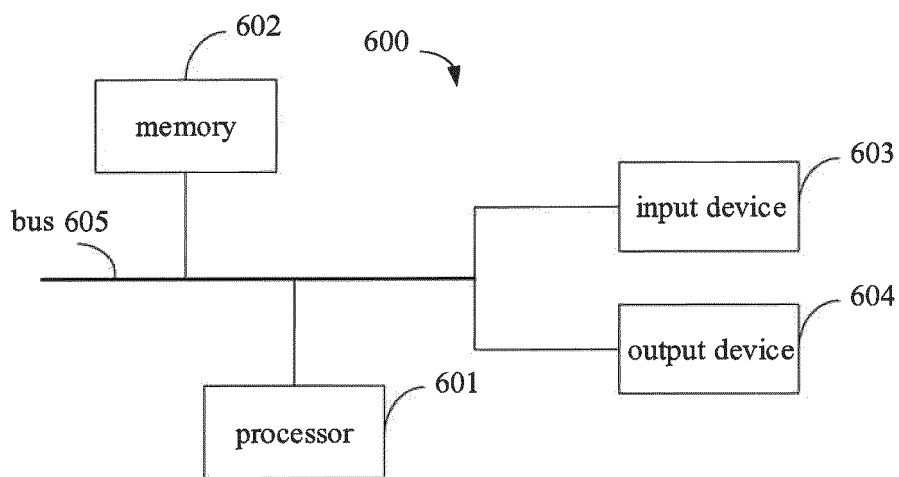 602
600
memory
603
input device
bus 605
604
output device
601
processor